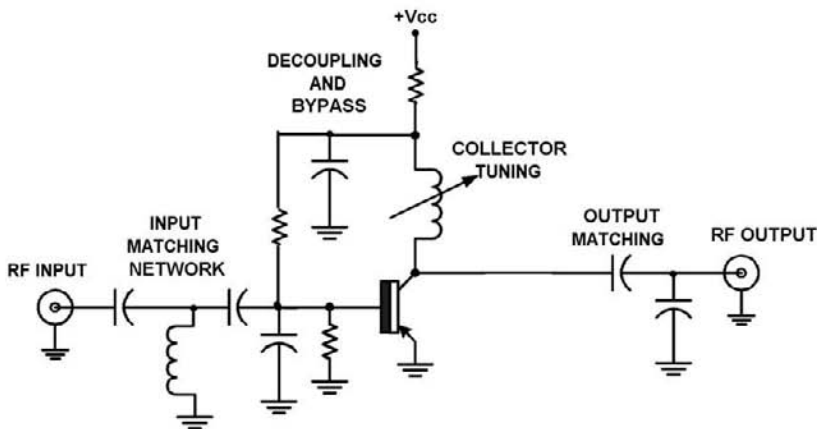 +Vcc
DECOUPLING
AND
BYPASS
COLLECTOR
TUNING
INPUT
MATCHING
NETWORK
OUTPUT
MATCHING
RF OUTPUT
RF INPUT